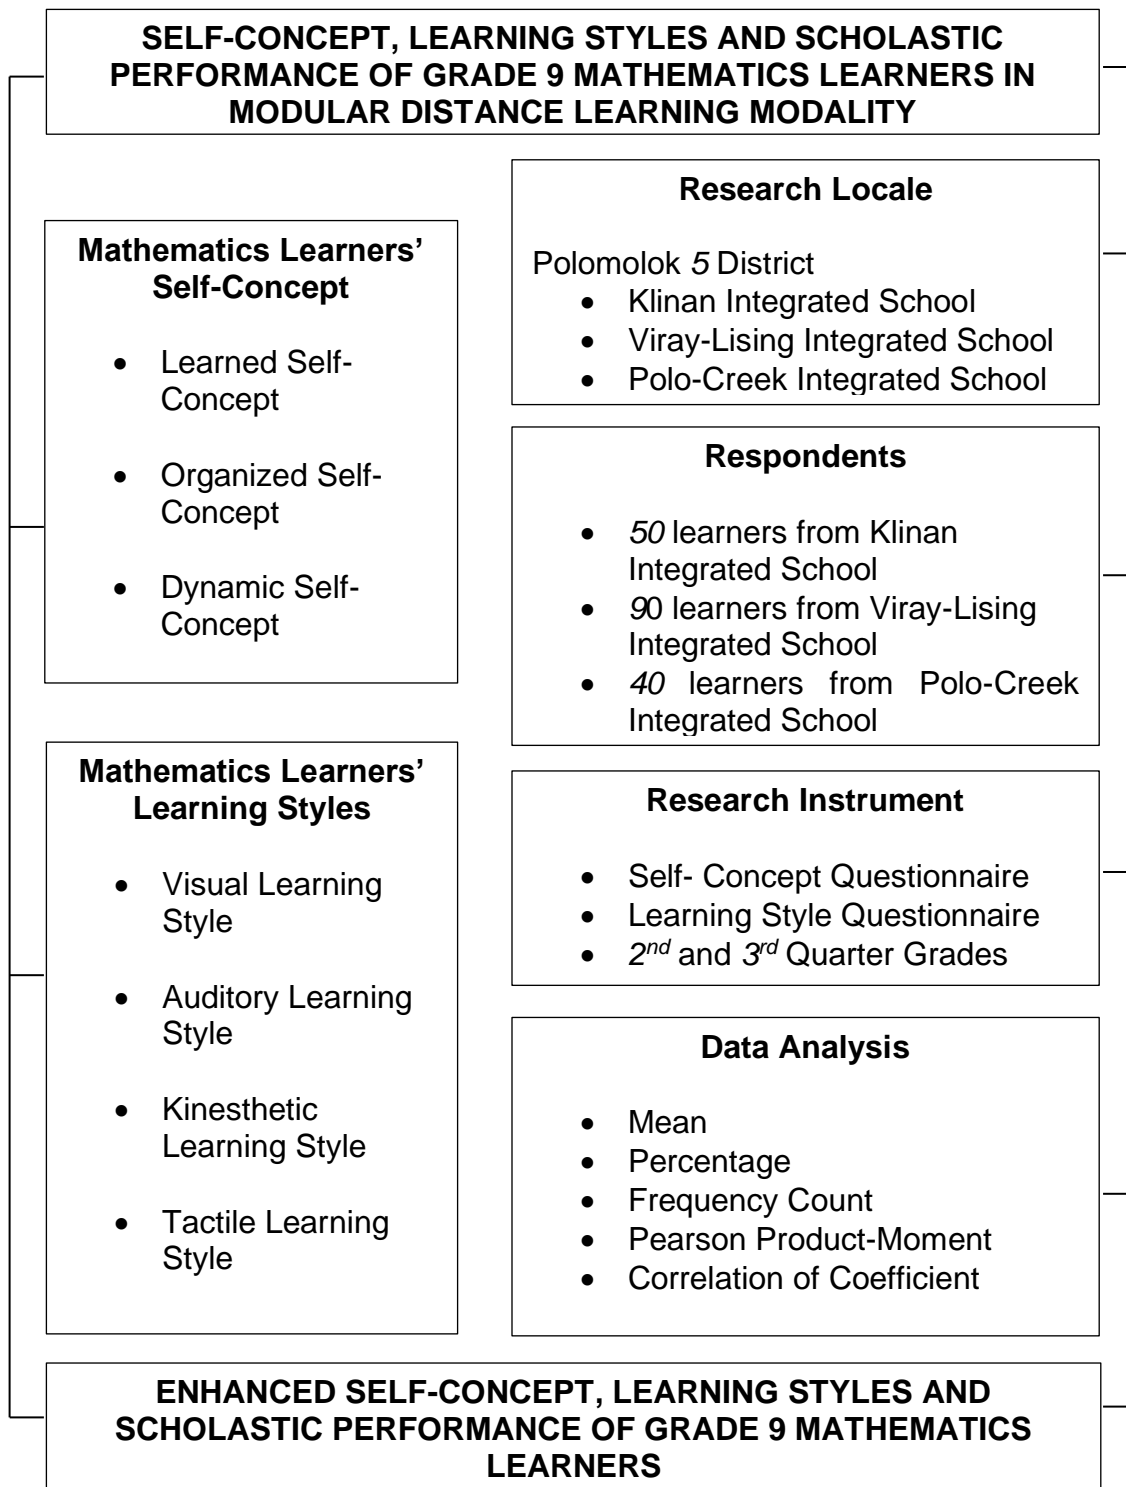 SELF-CONCEPT, LEARNING STYLES AND SCHOLASTIC
PERFORMANCE OF GRADE 9 MATHEMATICS LEARNERS IN
MODULAR DISTANCE LEARNING MODALITY
Mathematics Learners'
Self-Concept
• Learned Self-
Concept
• Organized Self-
Concept
• Dynamic Self-
Concept
Mathematics Learners'
Learning Styles
• Visual Learning
Style
• Auditory Learning
Style
• Kinesthetic
Learning Style
• Tactile Learning
Style
Research Locale
Polomolok 5 District
• Klinan Integrated School
• Viray-Lising Integrated School
• Polo-Creek Integrated School
Respondents
• 50 learners from Klinan
Integrated School
• 90 learners from Viray-Lising
Integrated School
• 40 learners from Polo-Creek
Integrated School
Research Instrument
• Self- Concept Questionnaire
• Learning Style Questionnaire
• 2nd and 3rd Quarter Grades
Data Analysis
• Mean
• Percentage
• Frequency Count
• Pearson Product-Moment
• Correlation of Coefficient
ENHANCED SELF-CONCEPT, LEARNING STYLES AND
SCHOLASTIC PERFORMANCE OF GRADE 9 MATHEMATICS
LEARNERS